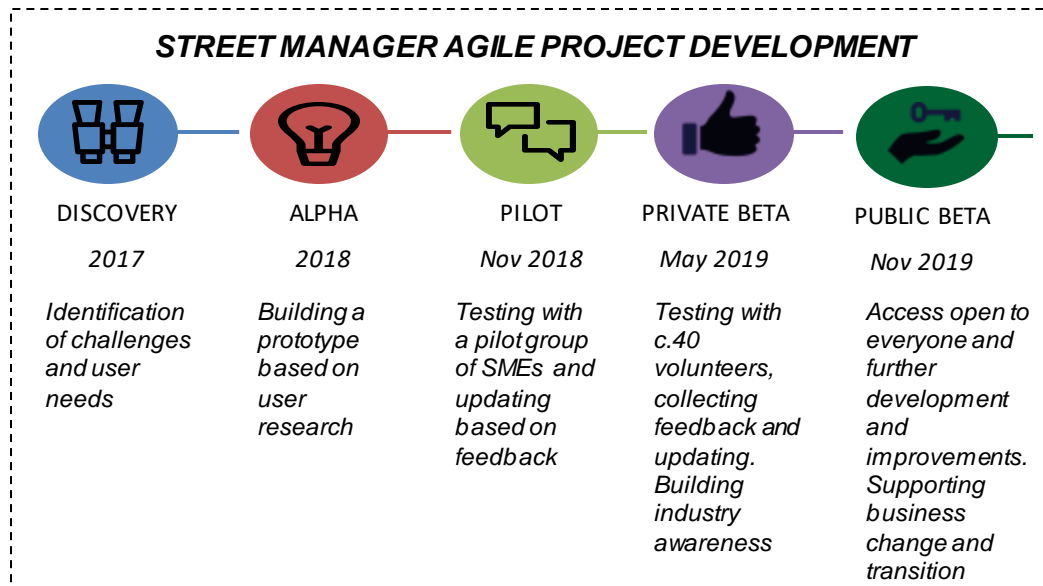 STREET MANAGER AGILE PROJECT DEVELOPMENT
DISCOVERY
2017
Identification
of challenges
and user
needs
ALPHA
2018
Building a
prototype
based on
user
research
PILOT
Nov 2018
Testing with
a pilot group
of SMEs and
updating
based on
feedback
PRIVATE BETA
May 2019
Testing with
c.40
volunteers,
collecting
feedback and
updating.
Building
industry
awareness
PUBLIC BETA
Nov 2019
Access open to
everyone and
further
development
and
improvements.
Supporting
business
change and
transition